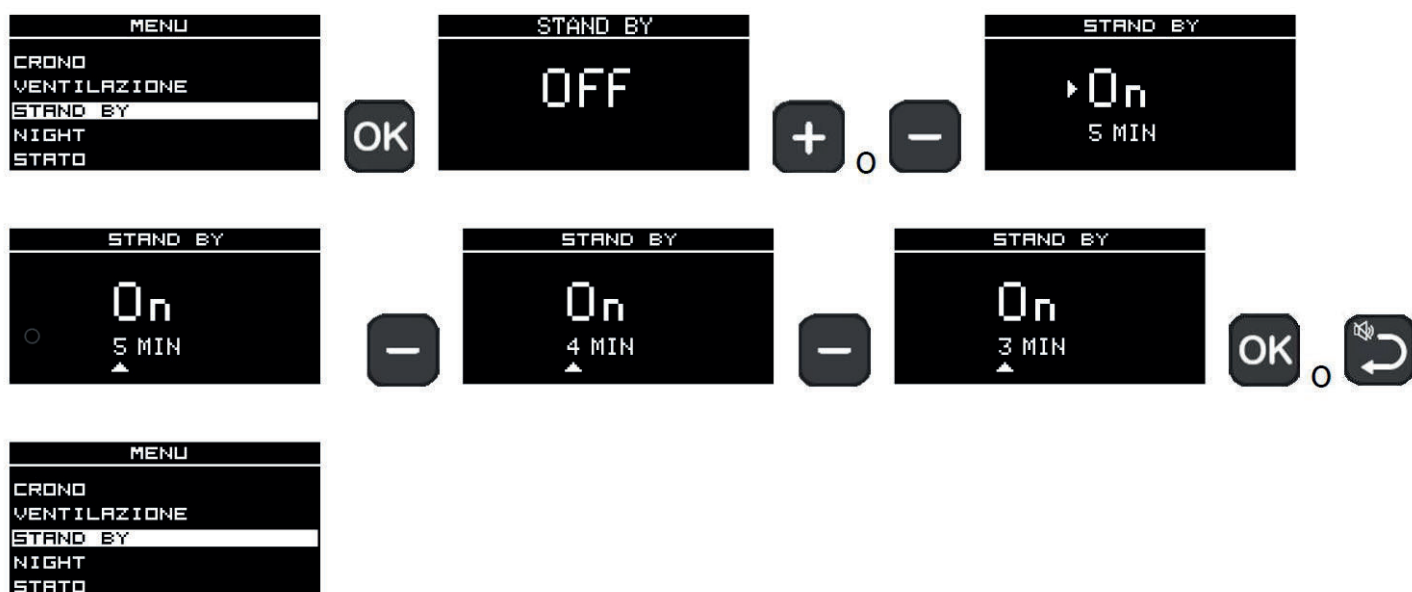 MENU
CRONO
VENTILAZIONE
STAND BY
NIGHT
STATO
OK
STAND BY
OFF
+ o −
STAND BY
On
5 MIN
STAND BY
On
5 MIN
−
STAND BY
On
4 MIN
−
STAND BY
On
3 MIN
OK o
MENU
CRONO
VENTILAZIONE
STAND BY
NIGHT
STATO